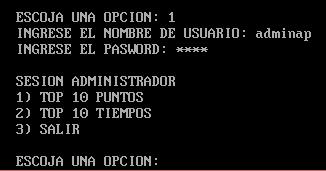 ESCOJA UNA OPCION: 1
INGRESE EL NOMBRE DE USUARIO: adminap
INGRESE EL PASWORD: ****
SESION ADMINISTRADOR
1) TOP 10 PUNTOS
2) TOP 10 TIEMPOS
3) SALIR
ESCOJA UNA OPCION: